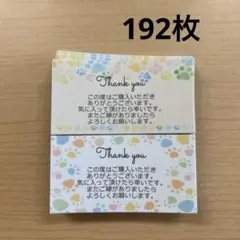 192枚
Thank you
この度はご購入いただき
ありがとうございます。
気に入って頂けたら幸いです。
またご縁がありましたら
よろしくお願いします。
Thank you
この度はご購入いただき
ありがとうございます。
気に入って頂けたら幸いです。
またご縁がありましたら
よろしくお願いします。